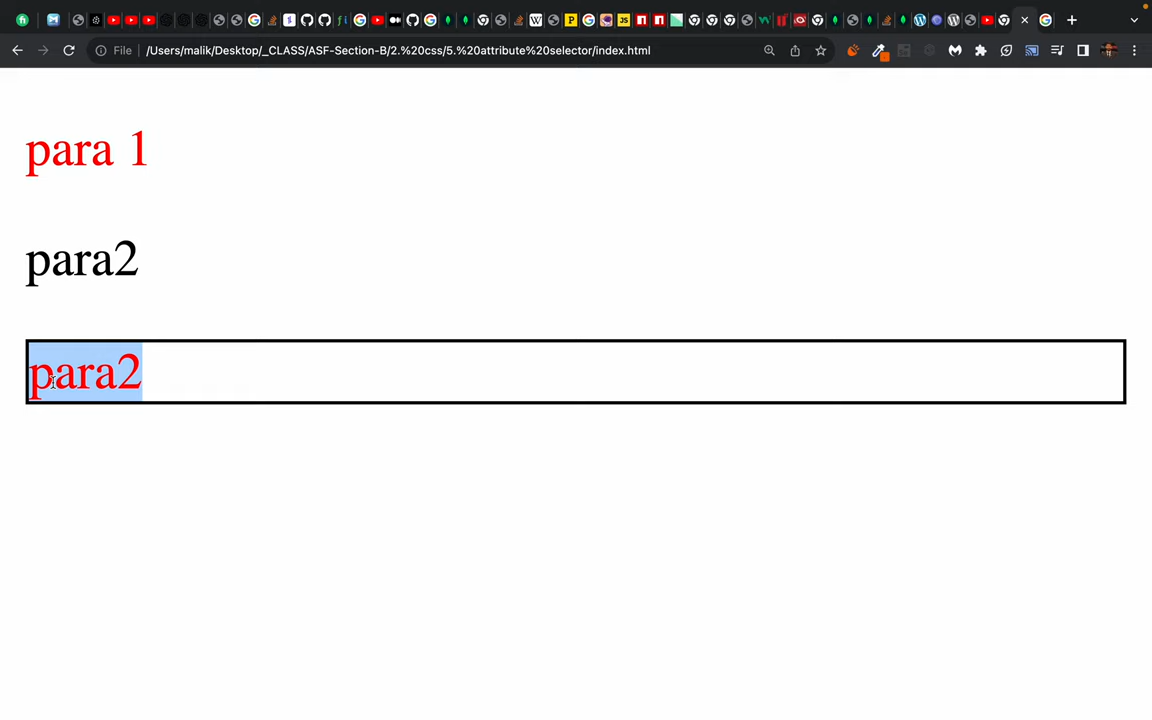 File
/Users/malik/Desktop/_CLASS/ASF-Section-B/2.%20css/5.%20attribute%20selector/index.html
para 1
para2
para2